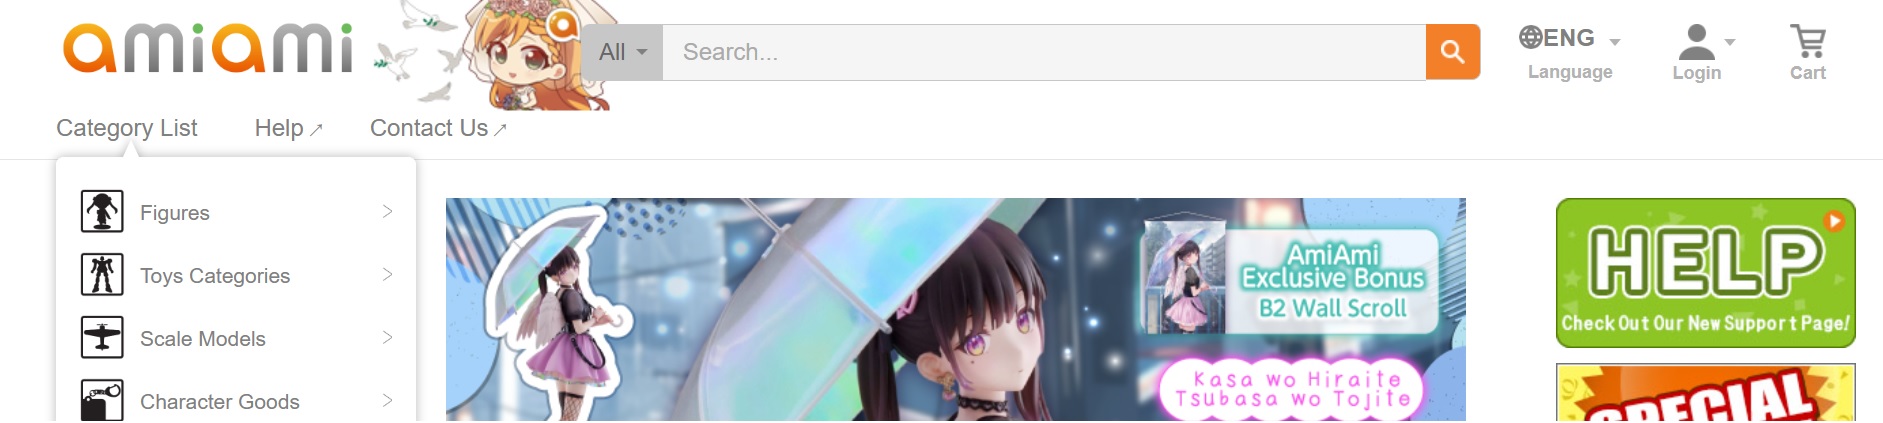 amiami
All
Search...
ENG
Language
Login
Cart
Category List
Help
Contact Us
Figures
Toys Categories
Scale Models
Character Goods
AmiAmi
Exclusive Bonus
B2 Wall Scroll
Kasa wo Hiraite
Tsubasa wo Tojite
HELP
Check Out Our New Support Page!
SPECIAL